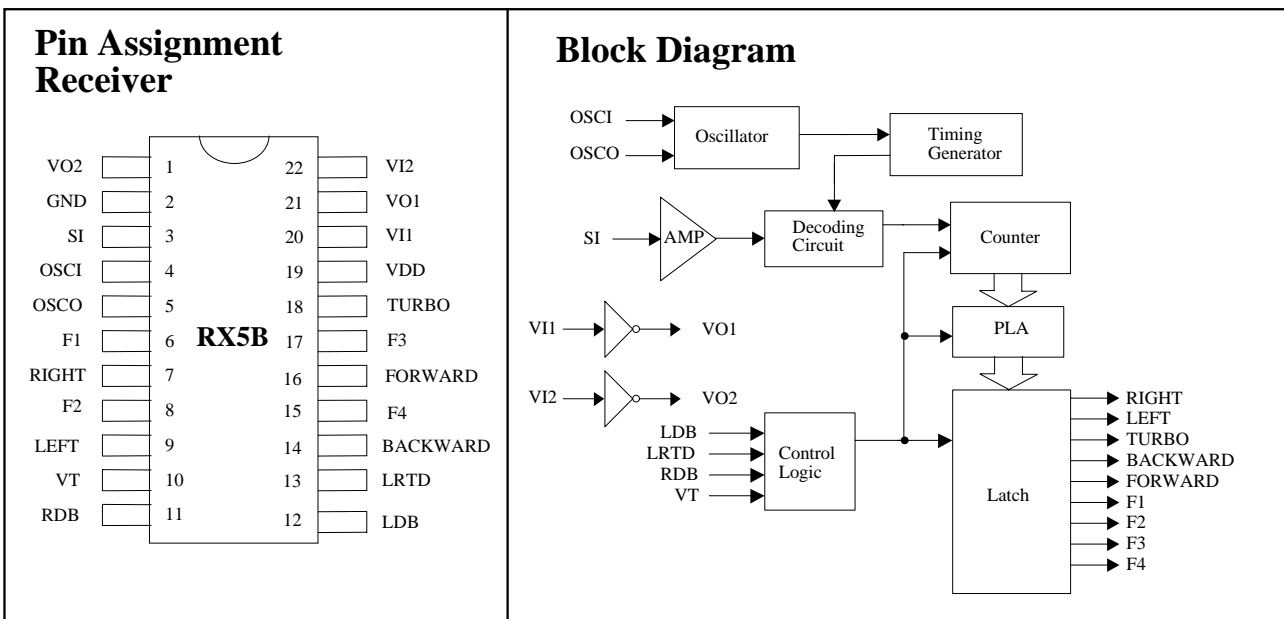 Pin Assignment
Receiver
VO2 1 22 VI2
GND 2 21 VO1
SI 3 20 VI1
OSCI 4 19 VDD
OSCO 5 18 TURBO
F1 6 RX5B 17 F3
RIGHT 7 16 FORWARD
F2 8 15 F4
LEFT 9 14 BACKWARD
VT 10 13 LRTD
RDB 11 12 LDB
Block Diagram
OSCI
OSCO
Oscillator
Timing
Generator
SI
AMP
Decoding
Circuit
Counter
VI1 VO1
PLA
VI2 VO2
LDB
LRTD
RDB
VT
Control
Logic
Latch
RIGHT
LEFT
TURBO
BACKWARD
FORWARD
F1
F2
F3
F4